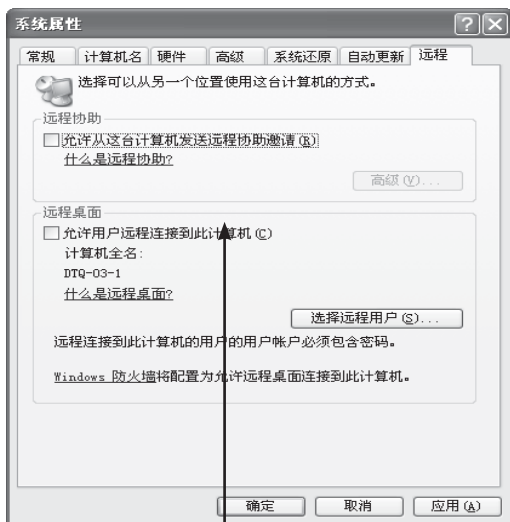 系统属性
常规 计算机名 硬件 高级 系统还原 自动更新 远程
选择可以从另一个位置使用这台计算机的方式。
远程协助
允许从这台计算机发送远程协助邀请(R)
什么是远程协助?
高级(V)...
远程桌面
允许用户远程连接到此计算机(C)
计算机全名:
DTQ-03-1
什么是远程桌面?
选择远程用户(S)...
远程连接到此计算机的用户的用户帐户必须包含密码。
Windows 防火墙将配置为允许远程桌面连接到此计算机。
确定 取消 应用(A)